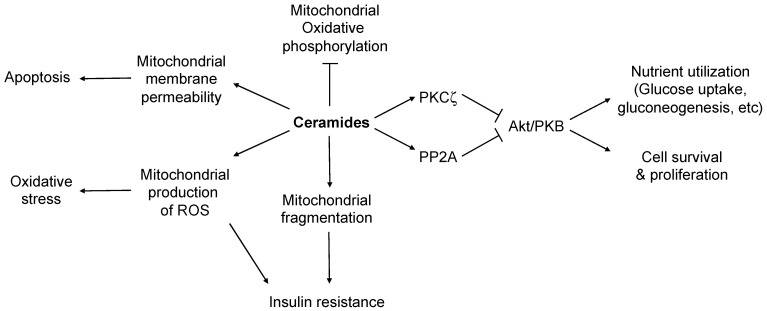 Mitochondrial
Oxidative
phosphorylation
Apoptosis
Mitochondrial
membrane
permeability
Ceramides
PKCζ
PP2A
Akt/PKB
Nutrient utilization
(Glucose uptake,
gluconeogenesis, etc)
Cell survival
& proliferation
Oxidative
stress
Mitochondrial
production
of ROS
Mitochondrial
fragmentation
Insulin resistance